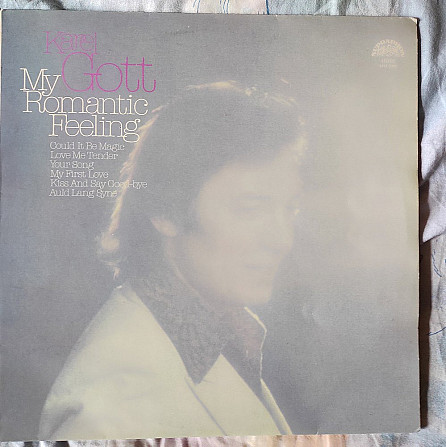 Karel
Gott
My
Romantic
Feeling
Could It Be Magic
Love Me Tender
Your Song
My First Love
Kiss And Say Good-bye
Auld Lang Syne